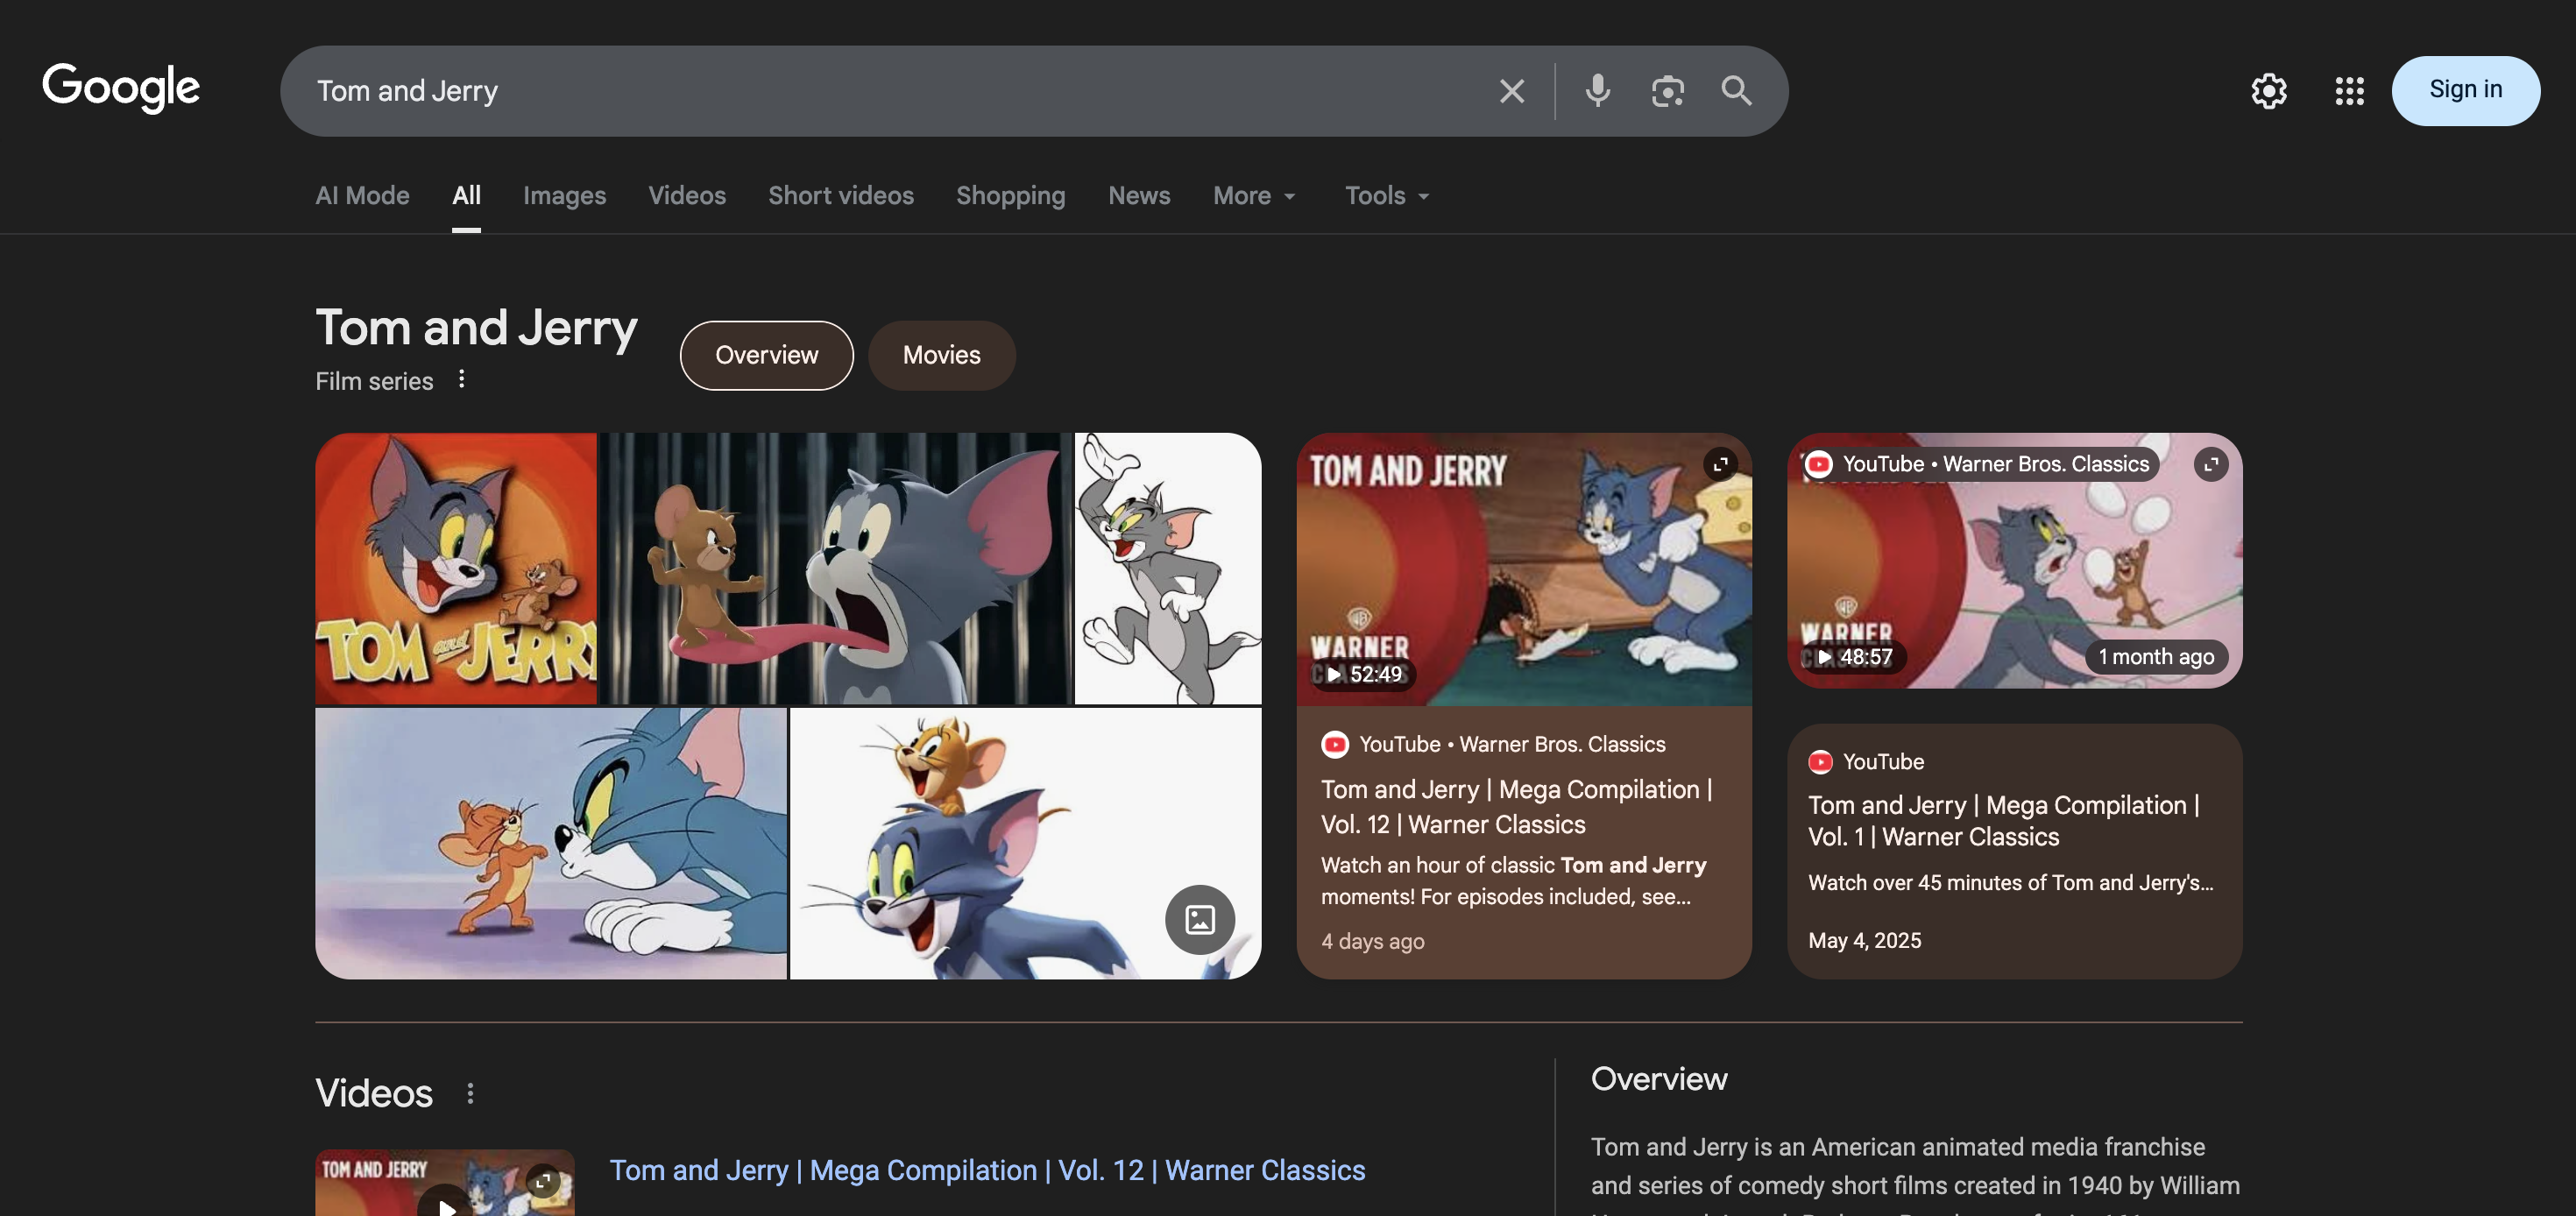 Google
Tom and Jerry
Sign in
AI Mode
All
Images
Videos
Short videos
Shopping
News
More
Tools
Tom and Jerry
Film series
Overview
Movies
TOM and JERRY
TOM AND JERRY
WARNER
52:49
YouTube • Warner Bros. Classics
Tom and Jerry | Mega Compilation |
Vol. 12 | Warner Classics
Watch an hour of classic Tom and Jerry
moments! For episodes included, see...
4 days ago
YouTube • Warner Bros. Classics
WARNER
48:57
1 month ago
YouTube
Tom and Jerry | Mega Compilation |
Vol. 1 | Warner Classics
Watch over 45 minutes of Tom and Jerry's...
May 4, 2025
Videos
TOM AND JERRY
Tom and Jerry | Mega Compilation | Vol. 12 | Warner Classics
Overview
Tom and Jerry is an American animated media franchise
and series of comedy short films created in 1940 by William